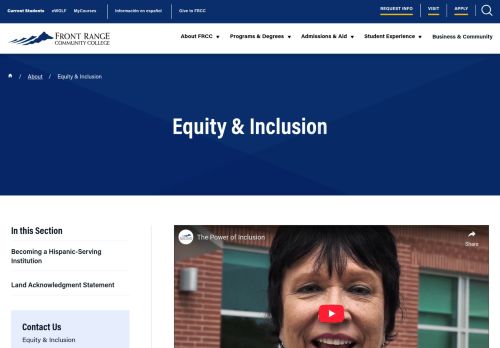 Current Students eWOLF MyCourses Información en español Give to FRCC REQUEST INFO VISIT APPLY
FRONT RANGE
COMMUNITY COLLEGE
About FRCC Programs & Degrees Admissions & Aid Student Experience Business & Community
/ About / Equity & Inclusion
Equity & Inclusion
In this Section
Becoming a Hispanic-Serving
Institution
Land Acknowledgment Statement
Contact Us
Equity & Inclusion
The Power of Inclusion
Share